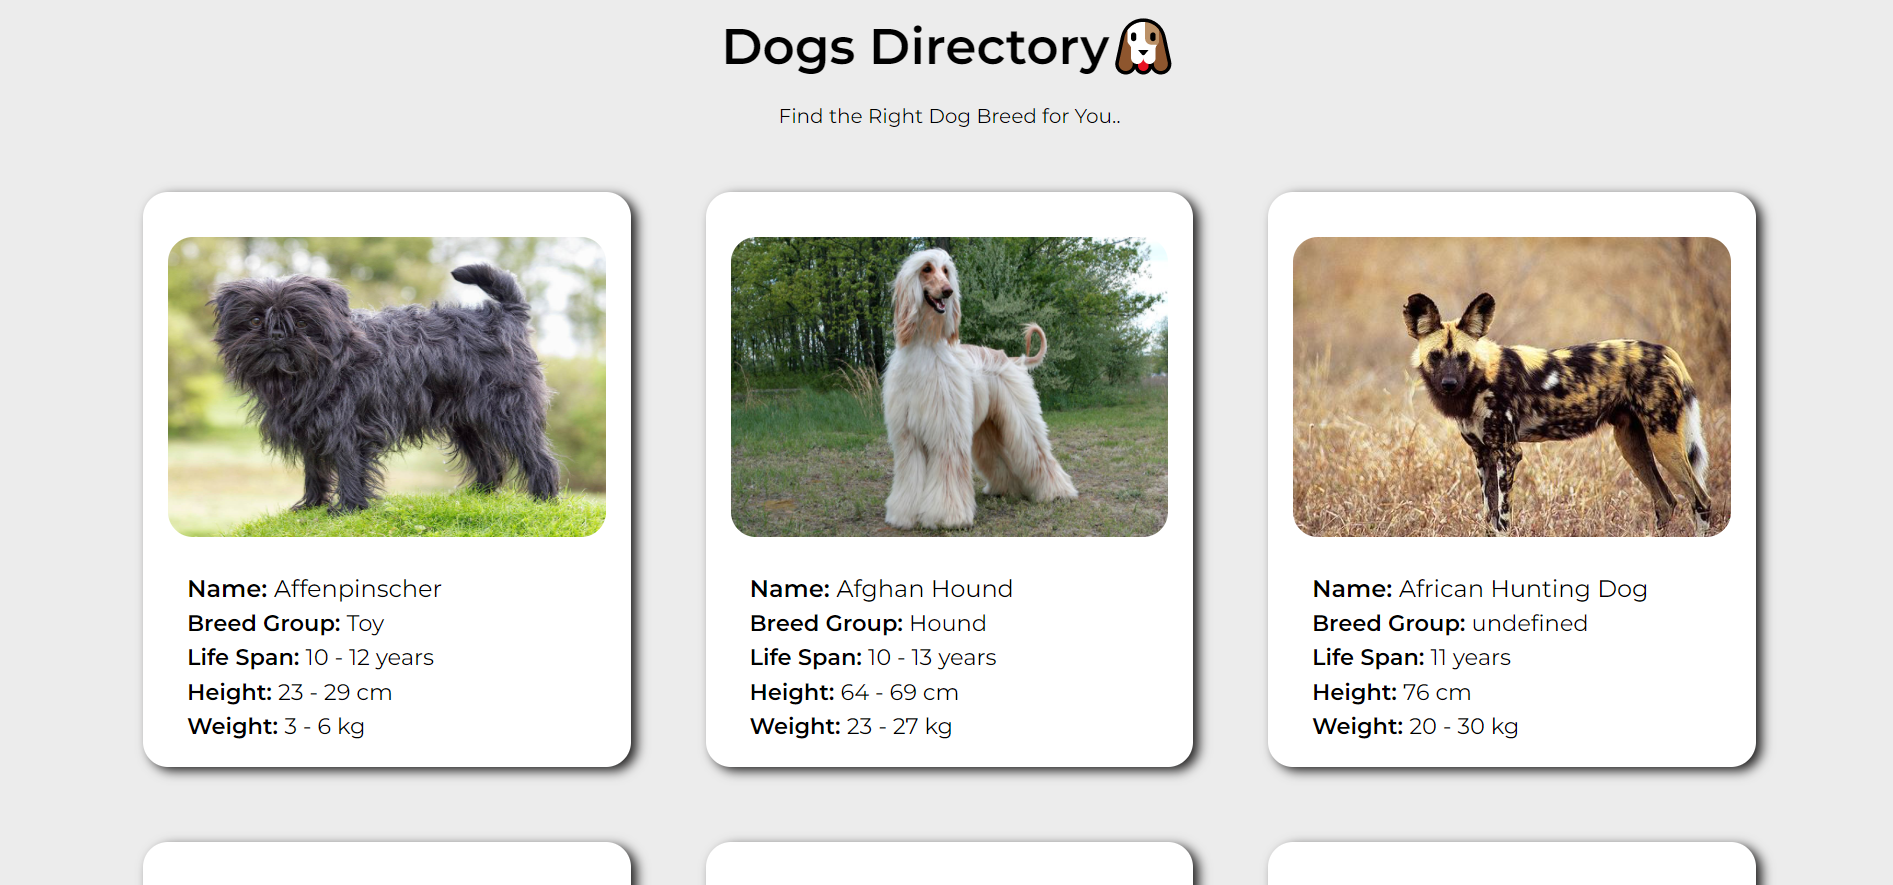 Dogs Directory
Find the Right Dog Breed for You..
Name: Affenpinscher
Breed Group: Toy
Life Span: 10 - 12 years
Height: 23 - 29 cm
Weight: 3 - 6 kg
Name: Afghan Hound
Breed Group: Hound
Life Span: 10 - 13 years
Height: 64 - 69 cm
Weight: 23 - 27 kg
Name: African Hunting Dog
Breed Group: undefined
Life Span: 11 years
Height: 76 cm
Weight: 20 - 30 kg